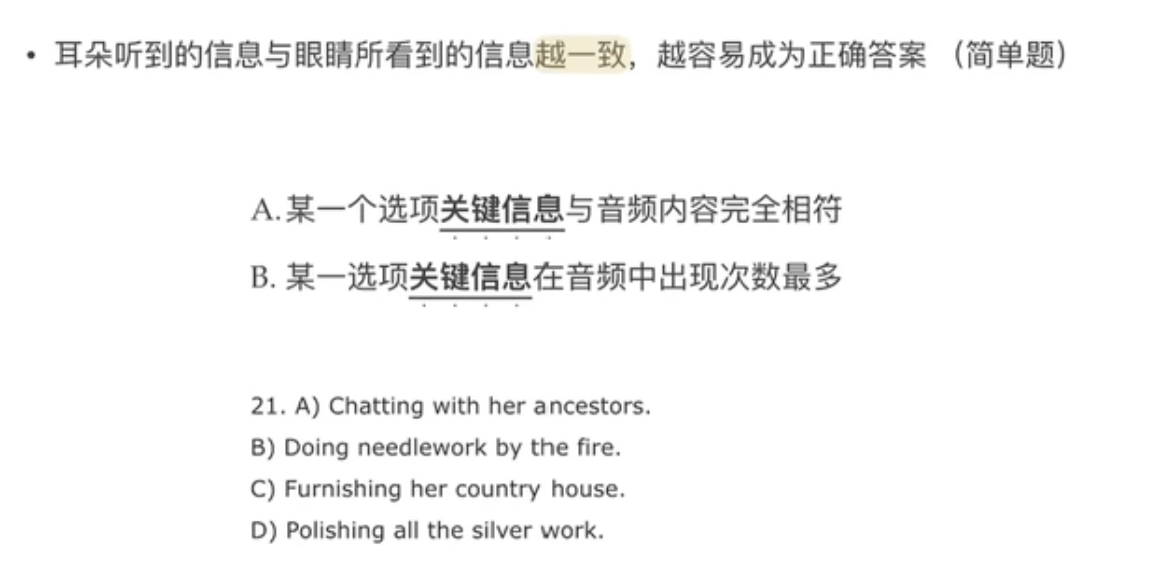 • 耳朵听到的信息与眼睛所看到的信息越一致，越容易成为正确答案 （简单题）
A.某一个选项关键信息与音频内容完全相符
B. 某一选项关键信息在音频中出现次数最多
21. A) Chatting with her ancestors.
B) Doing needlework by the fire.
C) Furnishing her country house.
D) Polishing all the silver work.